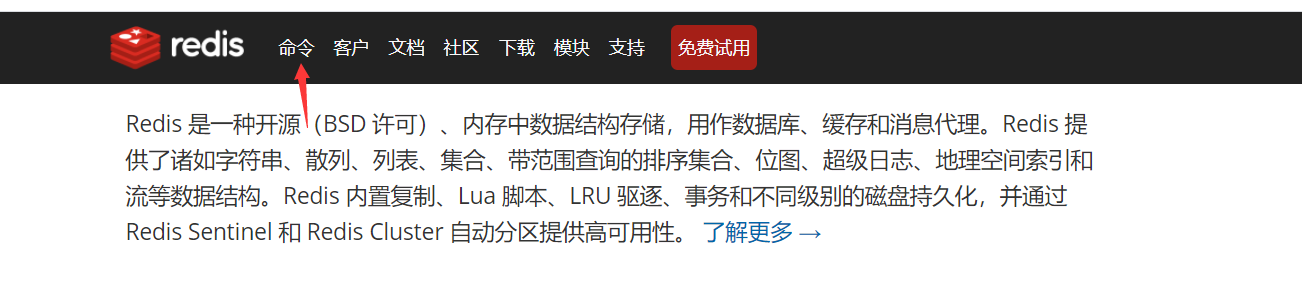 redis 命令 客户 文档 社区 下载 模块 支持 免费试用
Redis 是一种开源（BSD 许可）、内存中数据结构存储，用作数据库、缓存和消息代理。Redis 提
供了诸如字符串、散列、列表、集合、带范围查询的排序集合、位图、超级日志、地理空间索引和
流等数据结构。Redis 内置复制、Lua 脚本、LRU 驱逐、事务和不同级别的磁盘持久化，并通过
Redis Sentinel 和 Redis Cluster 自动分区提供高可用性。 了解更多 →